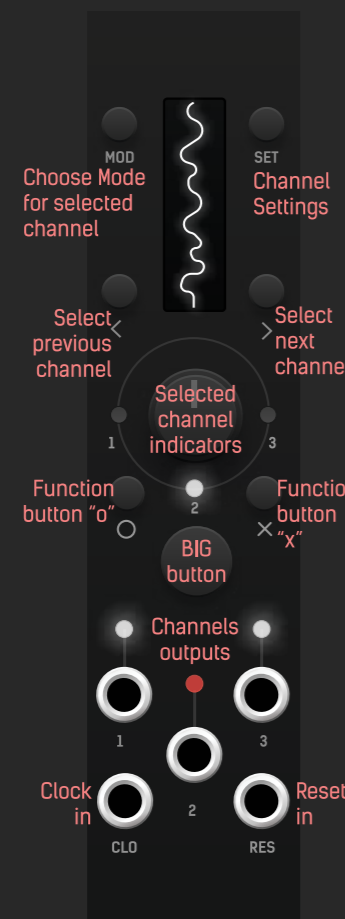 MOD
SET
Choose Mode
for selected
channel
Channel
Settings
Select
previous
channel
<
>
Select
next
channe
Selected
channel
indicators
1
3
2
Function
button "o"
Functio
button
"x"
BIG
button
Channels
outputs
1
3
2
Clock
in
Reset
in
CLO
RES